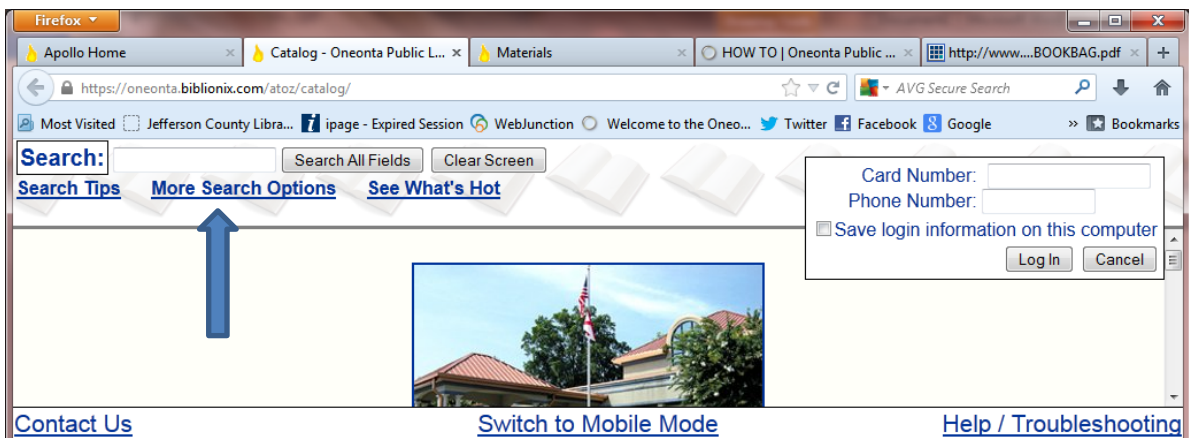 Firefox
Apollo Home
Catalog - Oneonta Public L...
Materials
HOW TO | Oneonta Public ...
http://www....BOOKBAG.pdf
https://oneonta.biblionix.com/atoz/catalog/
AVG Secure Search
Most Visited
Jefferson County Libra...
ipage - Expired Session
WebJunction
Welcome to the Oneo...
Twitter
Facebook
Google
Bookmarks
Search:
Search All Fields
Clear Screen
Search Tips
More Search Options
See What's Hot
Card Number:
Phone Number:
Save login information on this computer
Log In
Cancel
Contact Us
Switch to Mobile Mode
Help / Troubleshooting